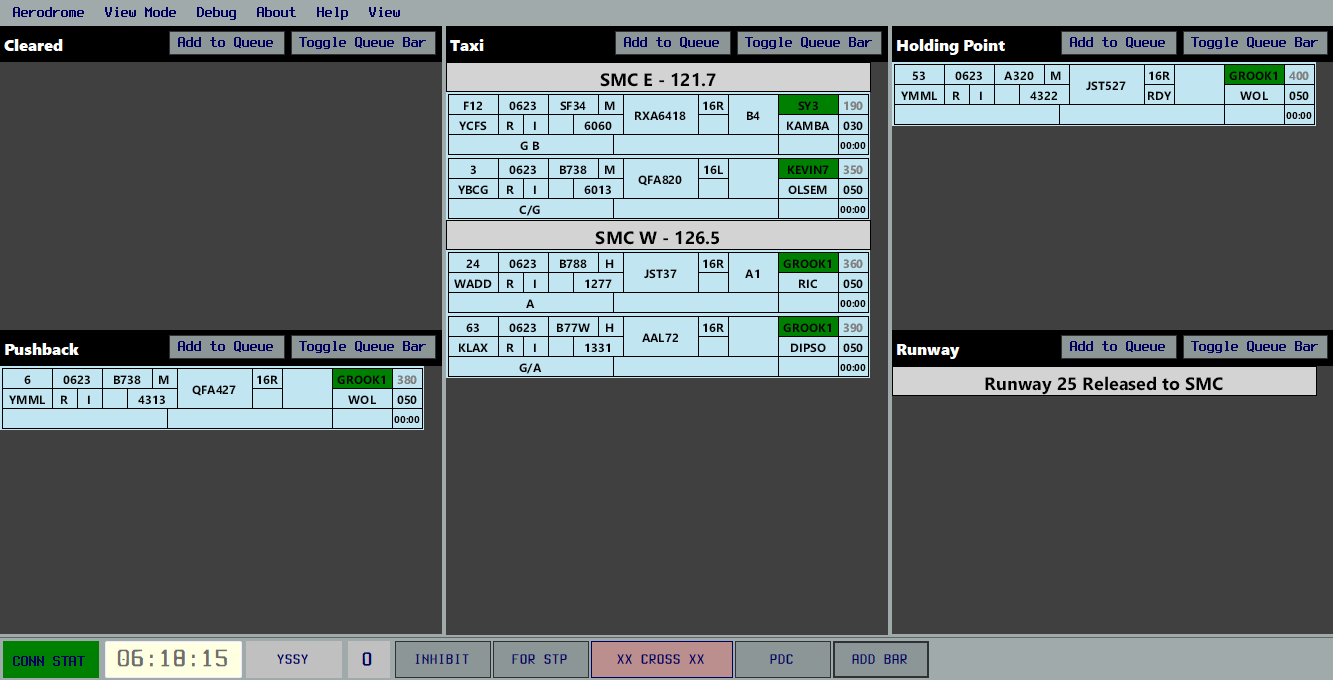 Aerodrome View Mode Debug About Help View
Cleared Add to Queue Toggle Queue Bar
Pushback Add to Queue Toggle Queue Bar
6 0623 B738 M QFA427 16R GROOK1 380
YMML R I 4313 WOL 050
00:00
Taxi Add to Queue Toggle Queue Bar
SMC E - 121.7
F12 0623 SF34 M RXA6418 16R B4 SY3 190
YCFS R I 6060 KAMBA 030
G B 00:00
3 0623 B738 M QFA820 16L KEVIN7 350
YBCG R I 6013 OLSEM 050
C/G 00:00
SMC W - 126.5
24 0623 B788 H JST37 16R A1 GROOK1 360
WADD R I 1277 RIC 050
A 00:00
63 0623 B77W H AAL72 16R GROOK1 390
KLAX R I 1331 DIPSO 050
G/A 00:00
Holding Point Add to Queue Toggle Queue Bar
53 0623 A320 M JST527 16R GROOK1 400
YMML R I 4322 RDY WOL 050
00:00
Runway Add to Queue Toggle Queue Bar
Runway 25 Released to SMC
CONN STAT 06:18:15 YSSY 0 INHIBIT FOR STP XX CROSS XX PDC ADD BAR